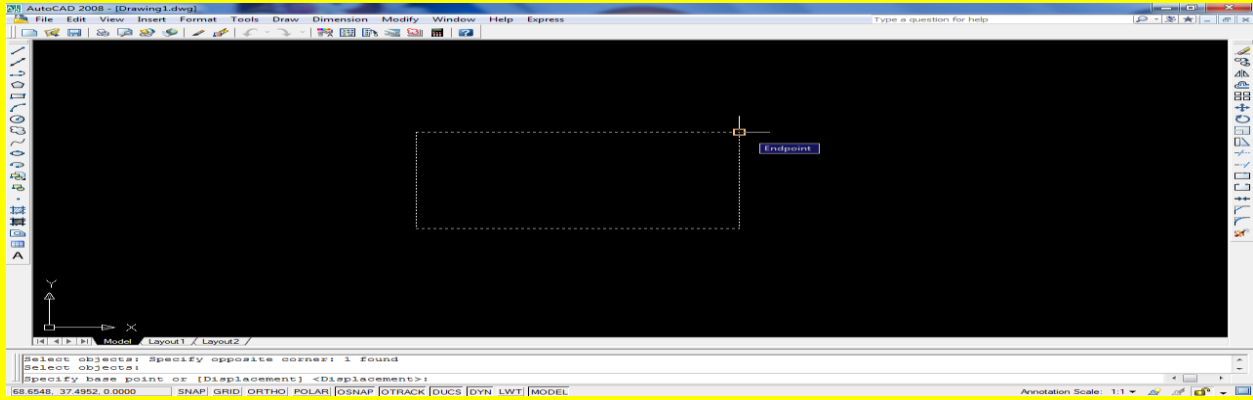 AutoCAD 2008 - [Drawing1.dwg]
File Edit View Insert Format Tools Draw Dimension Modify Window Help Express Type a question for help
Endpoint
A
Y
X
Model Layout1 Layout2
Select objects: Specify opposite corner: 1 found
Select objects:
Specify base point or [Displacement] <Displacement>:
68.6548, 37.4952, 0.0000 SNAP GRID ORTHO POLAR OSNAP OTRACK DUCS DYN LWT MODEL Annotation Scale: 1:1